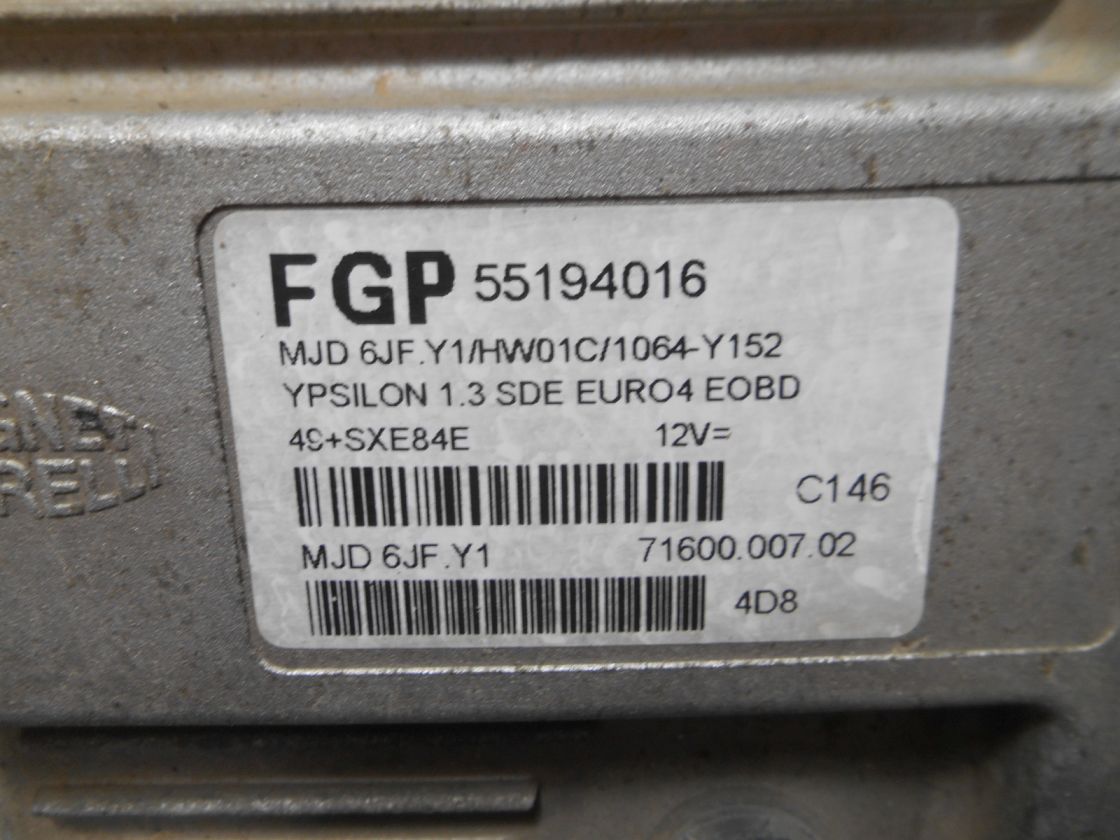 FGP 55194016
MJD 6JF.Y1/HW01C/1064-Y152
YPSILON 1.3 SDE EURO4 EOBD
49+SXE84E 12V=
C146
MJD 6JF.Y1 71600.007.02
4D8